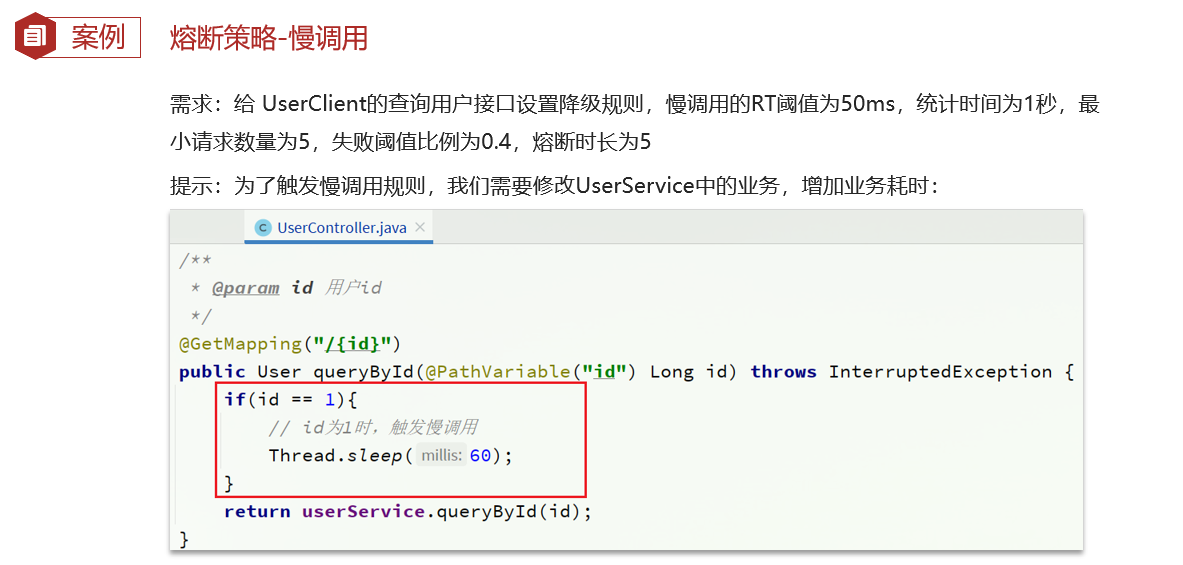 案例
熔断策略-慢调用
需求：给 UserClient的查询用户接口设置降级规则，慢调用的RT阈值为50ms，统计时间为1秒，最
小请求数量为5，失败阈值比例为0.4，熔断时长为5
提示：为了触发慢调用规则，我们需要修改UserService中的业务，增加业务耗时：
C UserController.java ×
/**
 * @param id 用户id
 */
@GetMapping("/{id}")
public User queryById(@PathVariable("id") Long id) throws InterruptedException {
    if(id == 1){
        // id为1时，触发慢调用
        Thread.sleep( millis: 60);
    }
    return userService.queryById(id);
}